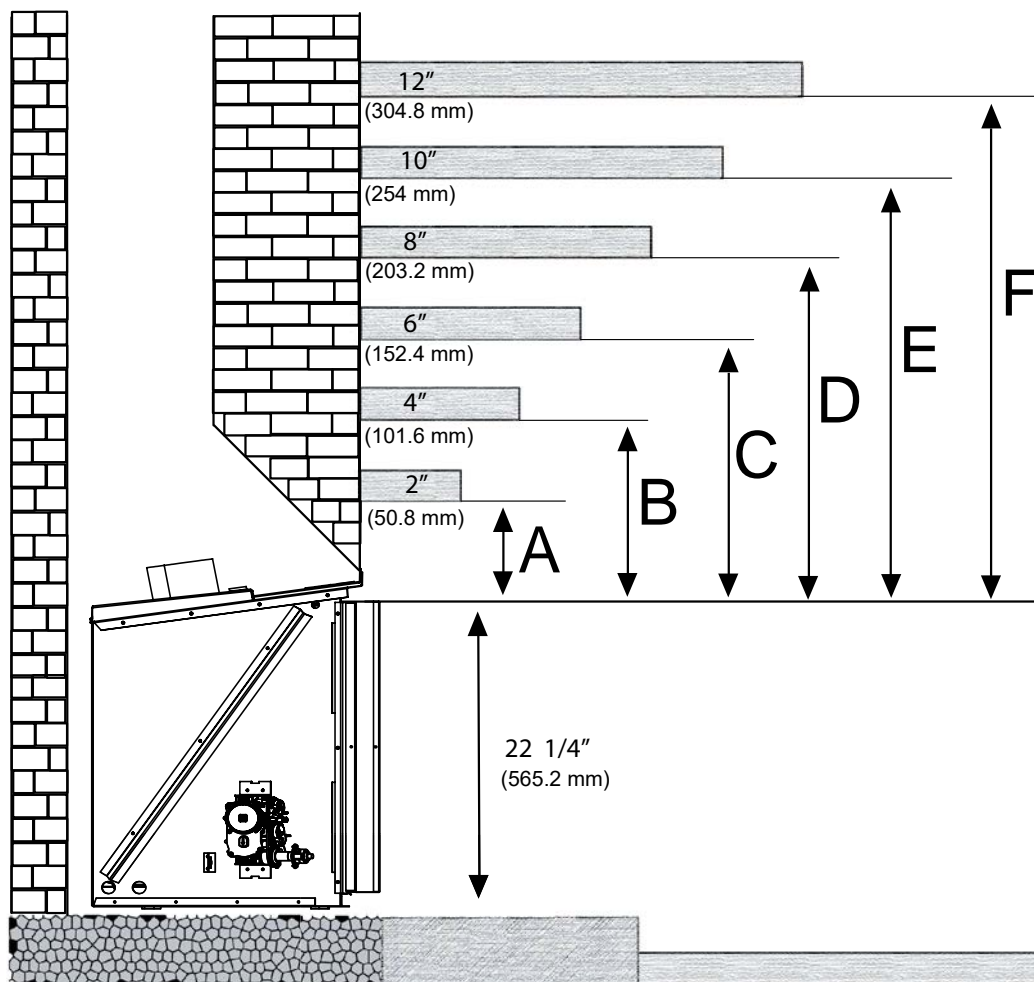 12″
(304.8 mm)
10″
(254 mm)
8″
(203.2 mm)
6″
(152.4 mm)
4″
(101.6 mm)
2″
(50.8 mm)
A
B
C
D
E
F
22 1/4″
(565.2 mm)